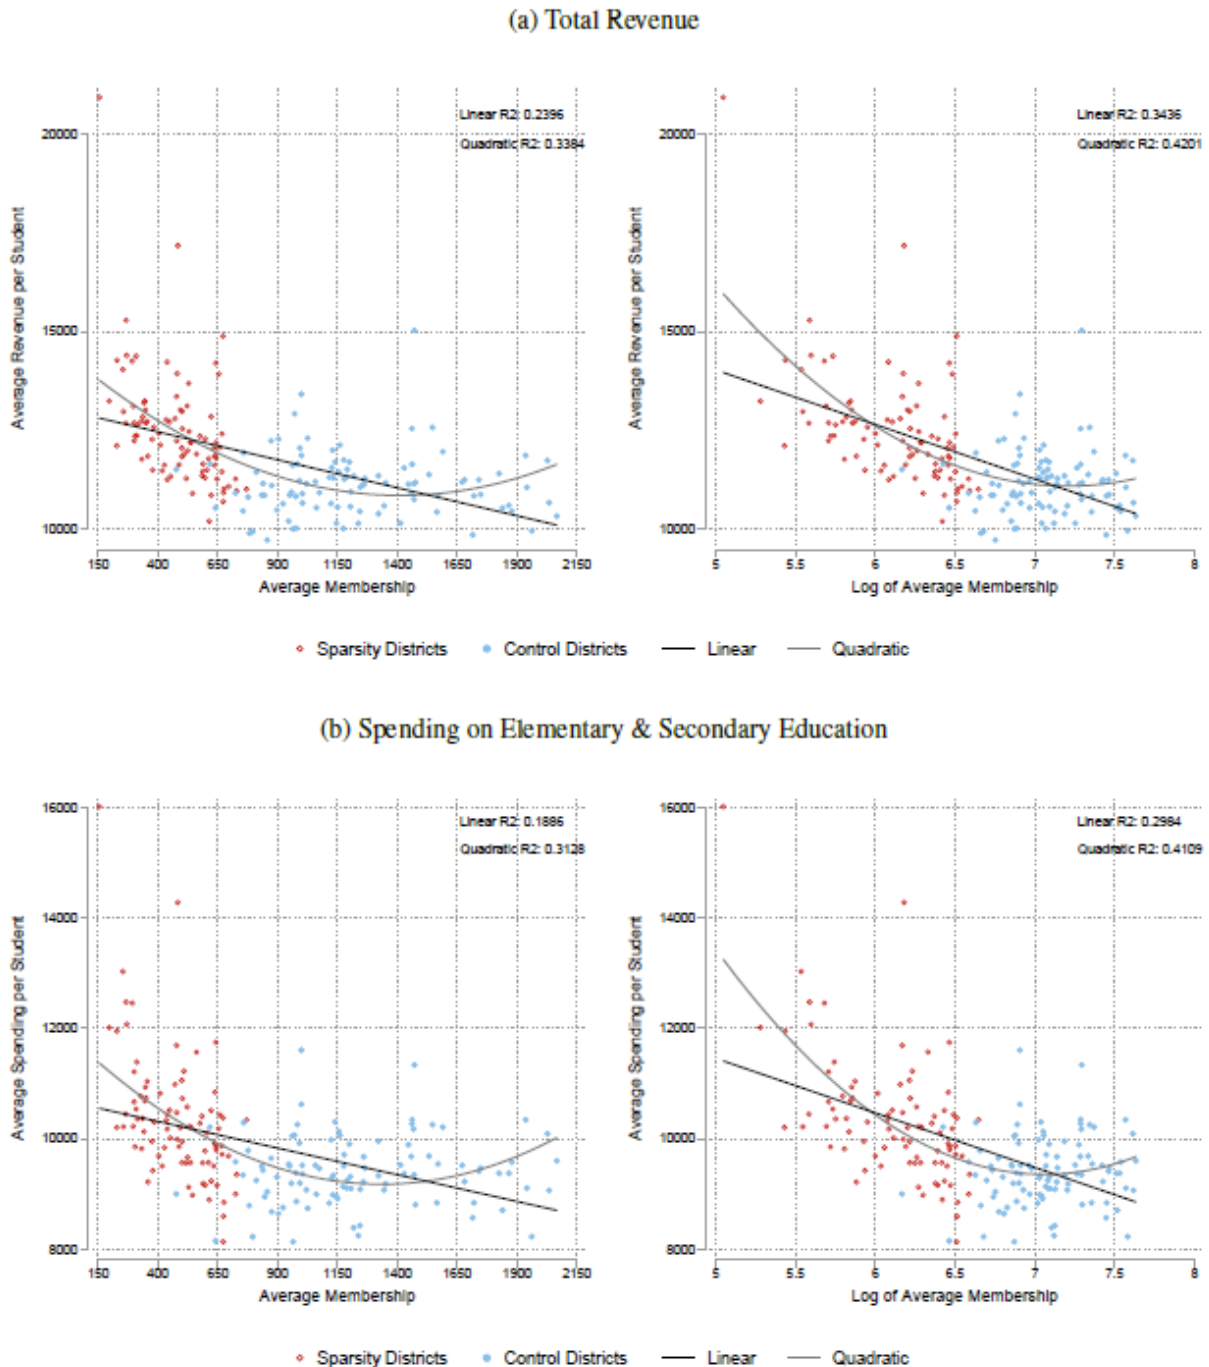 (a) Total Revenue
Linear R2: 0.2396
Quadratic R2: 0.3384
20000
15000
10000
Average Revenue per Student
150 400 650 900 1150 1400 1650 1900 2150
Average Membership
Linear R2: 0.3436
Quadratic R2: 0.4201
20000
15000
10000
Average Revenue per Student
5 5.5 6 6.5 7 7.5 8
Log of Average Membership
Sparsity Districts Control Districts Linear Quadratic
(b) Spending on Elementary & Secondary Education
Linear R2: 0.1886
Quadratic R2: 0.3128
16000
14000
12000
10000
8000
Average Spending per Student
150 400 650 900 1150 1400 1650 1900 2150
Average Membership
Linear R2: 0.2984
Quadratic R2: 0.4109
16000
14000
12000
10000
8000
Average Spending per Student
5 5.5 6 6.5 7 7.5 8
Log of Average Membership
Sparsity Districts Control Districts Linear Quadratic